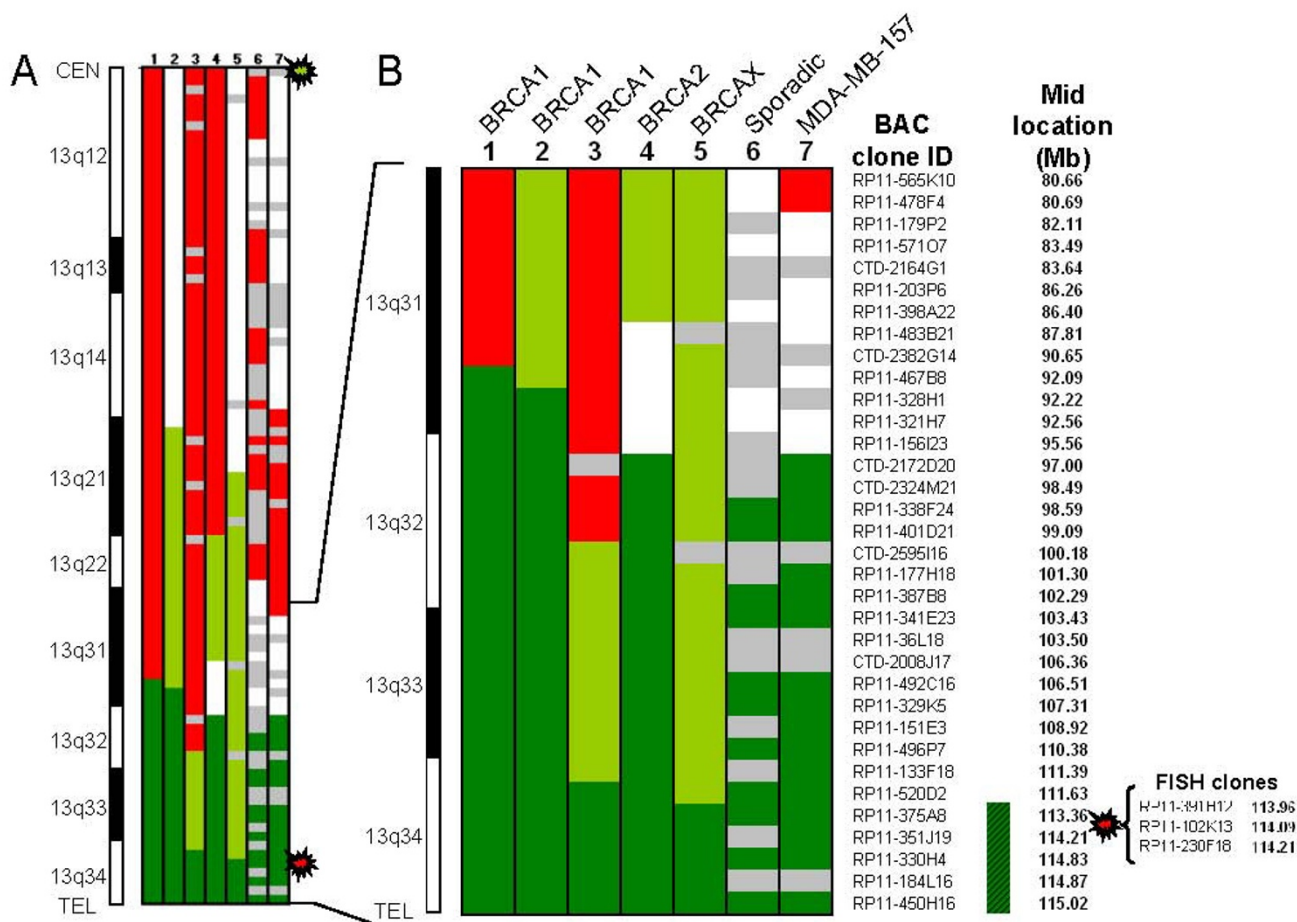 A
1 2 3 4 5 6 7
CEN
13q12
13q13
13q14
13q21
13q22
13q31
13q32
13q33
13q34
TEL
B
BRCA1 BRCA1 BRCA1 BRCA2 BRCAX Sporadic MDA-MB-157
1 2 3 4 5 6 7
13q31
13q32
13q33
13q34
TEL
BAC
clone ID
Mid
location
(Mb)
RP11-565K10 80.66
RP11-478F4 80.69
RP11-179P2 82.11
RP11-571O7 83.49
CTD-2164G1 83.64
RP11-203P6 86.26
RP11-398A22 86.40
RP11-483B21 87.81
CTD-2382G14 90.65
RP11-467B8 92.09
RP11-328H1 92.22
RP11-321H7 92.56
RP11-156I23 95.56
CTD-2172D20 97.00
CTD-2324M21 98.49
RP11-338F24 98.59
RP11-401D21 99.09
CTD-2595I16 100.18
RP11-177H18 101.30
RP11-387B8 102.29
RP11-341E23 103.43
RP11-36L18 103.50
CTD-2008J17 106.36
RP11-492C16 106.51
RP11-329K5 107.31
RP11-151E3 108.92
RP11-496P7 110.38
RP11-133F18 111.39
RP11-520D2 111.63
RP11-375A8 113.36
RP11-351J19 114.21
RP11-330H4 114.83
RP11-184L16 114.87
RP11-450H16 115.02
FISH clones
RP11-391H12 113.96
RP11-102K13 114.09
RP11-230F18 114.21